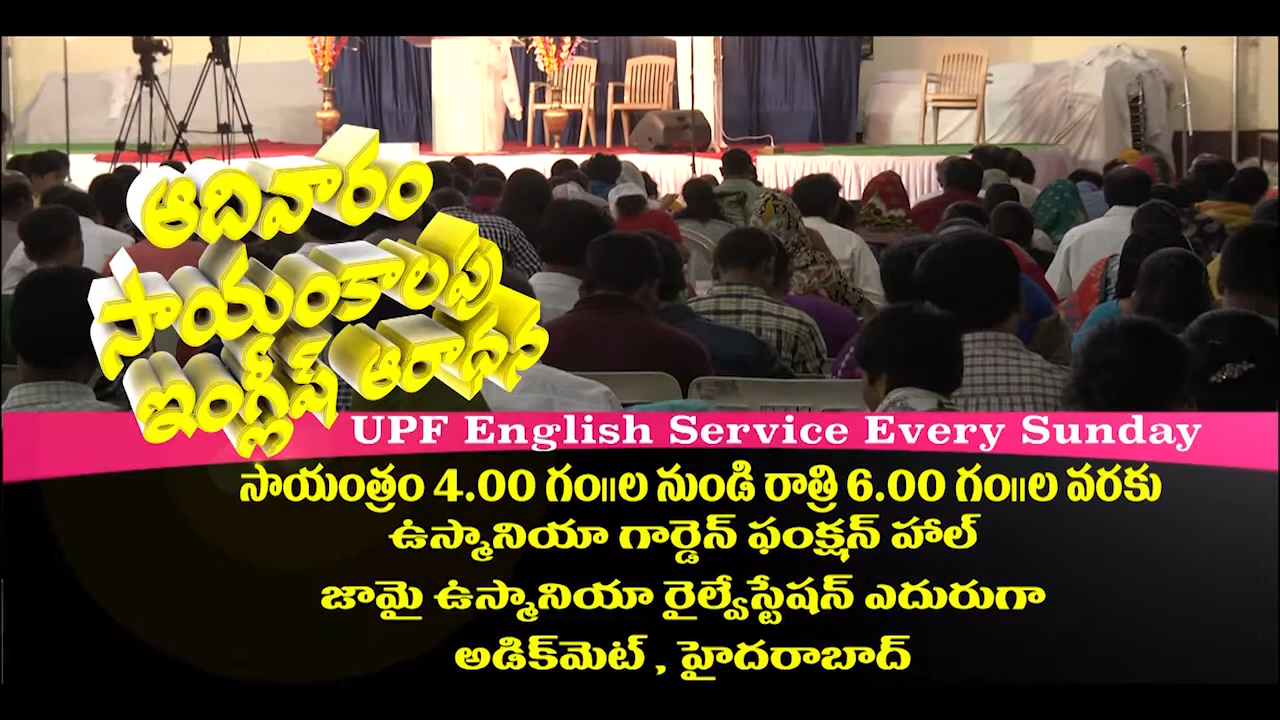 ఆదివారం
సాయంకాలపు
ఇంగ్లీష్ ఆరాధన
UPF English Service Every Sunday
సాయంత్రం 4.00 గం॥ల నుండి రాత్రి 6.00 గం॥ల వరకు
ఉస్మానియా గార్డెన్ ఫంక్షన్ హాల్
జామై ఉస్మానియా రైల్వేస్టేషన్ ఎదురుగా
అడిక్‌మెట్ , హైదరాబాద్